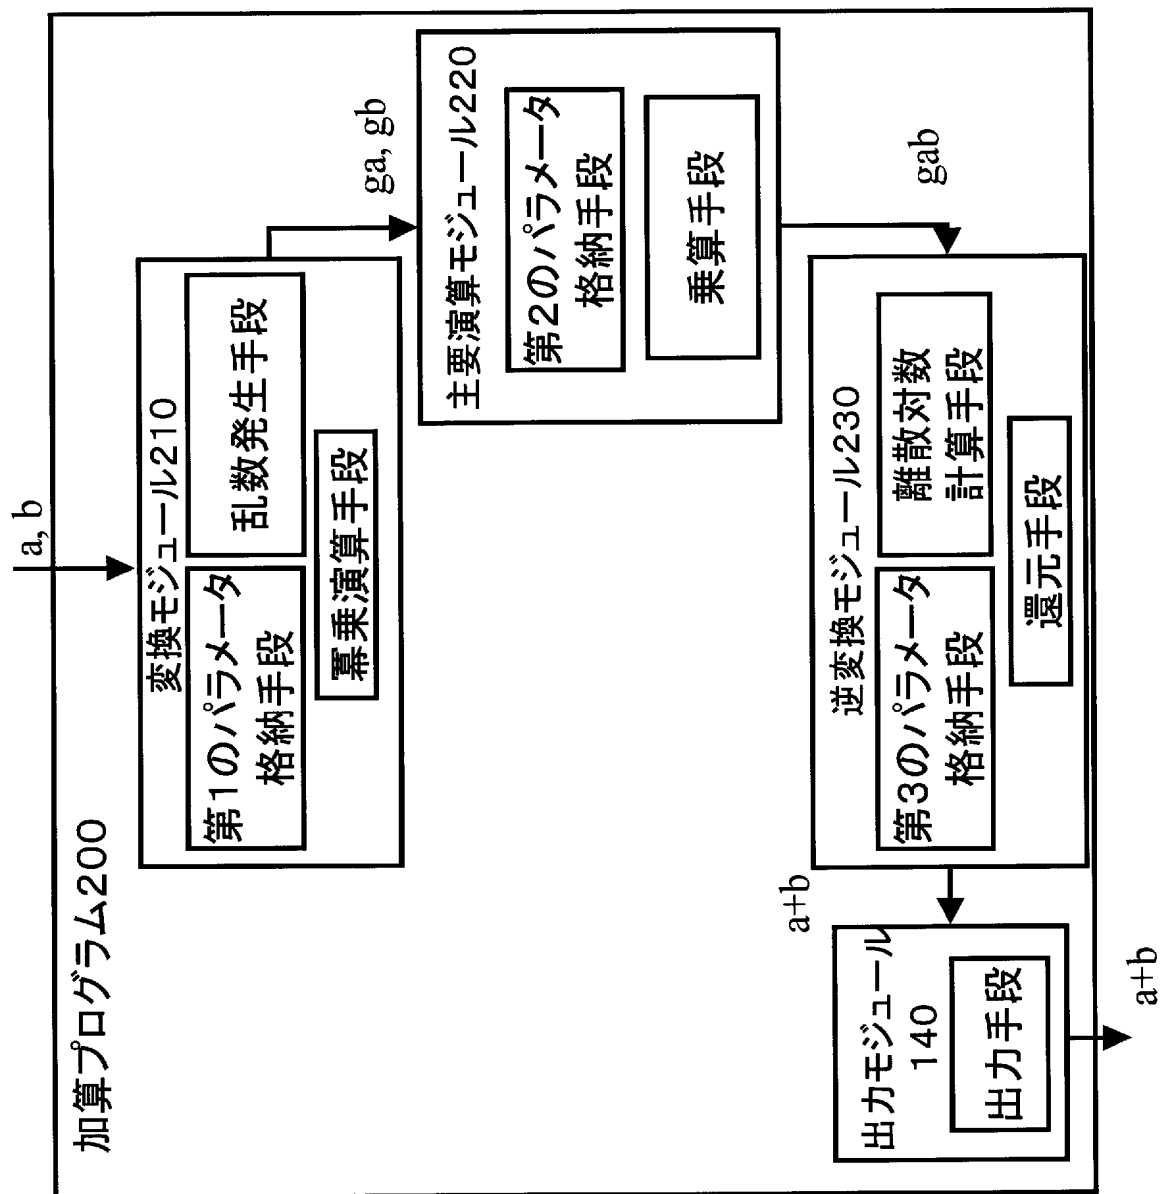 加算プログラム200
a, b
変換モジュール210
第1のパラメータ
格納手段
乱数発生手段
冪乗演算手段
ga, gb
主要演算モジュール220
第2のパラメータ
格納手段
乗算手段
gab
逆変換モジュール230
第3のパラメータ
格納手段
離散対数
計算手段
還元手段
a+b
出力モジュール
140
出力手段
a+b